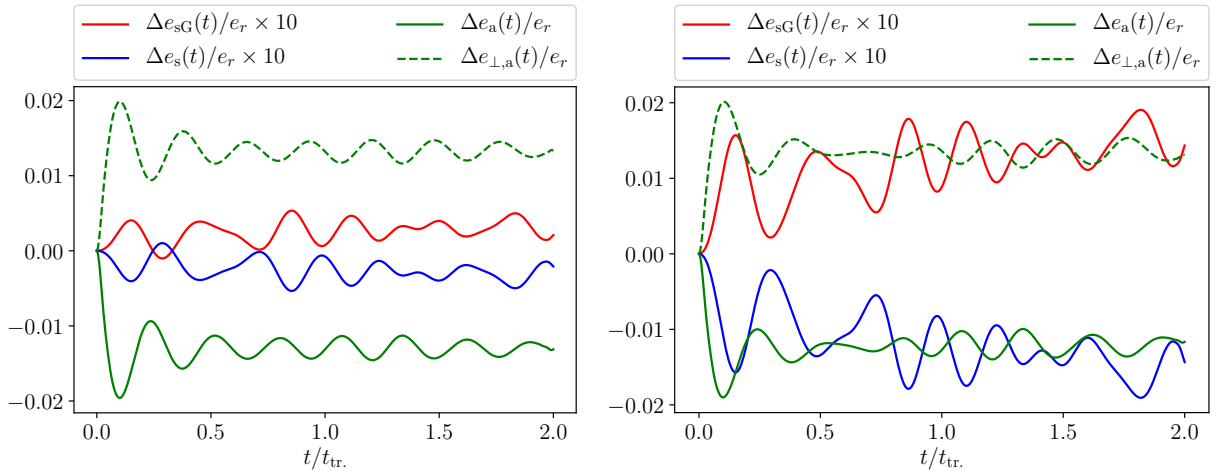 Δe_sG(t)/e_r × 10 Δe_a(t)/e_r
Δe_s(t)/e_r × 10 Δe_⊥,a(t)/e_r
0.02
0.01
0.00
−0.01
−0.02
0.0 0.5 1.0 1.5 2.0
t/t_tr.
Δe_sG(t)/e_r × 10 Δe_a(t)/e_r
Δe_s(t)/e_r × 10 Δe_⊥,a(t)/e_r
0.02
0.01
0.00
−0.01
−0.02
0.0 0.5 1.0 1.5 2.0
t/t_tr.